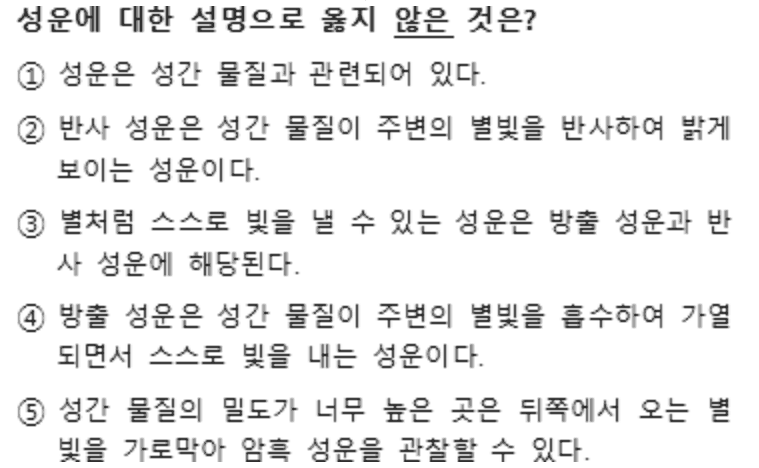 성운에 대한 설명으로 옳지 않은 것은?
① 성운은 성간 물질과 관련되어 있다.
② 반사 성운은 성간 물질이 주변의 별빛을 반사하여 밝게
보이는 성운이다.
③ 별처럼 스스로 빛을 낼 수 있는 성운은 방출 성운과 반
사 성운에 해당된다.
④ 방출 성운은 성간 물질이 주변의 별빛을 흡수하여 가열
되면서 스스로 빛을 내는 성운이다.
⑤ 성간 물질의 밀도가 너무 높은 곳은 뒤쪽에서 오는 별
빛을 가로막아 암흑 성운을 관찰할 수 있다.